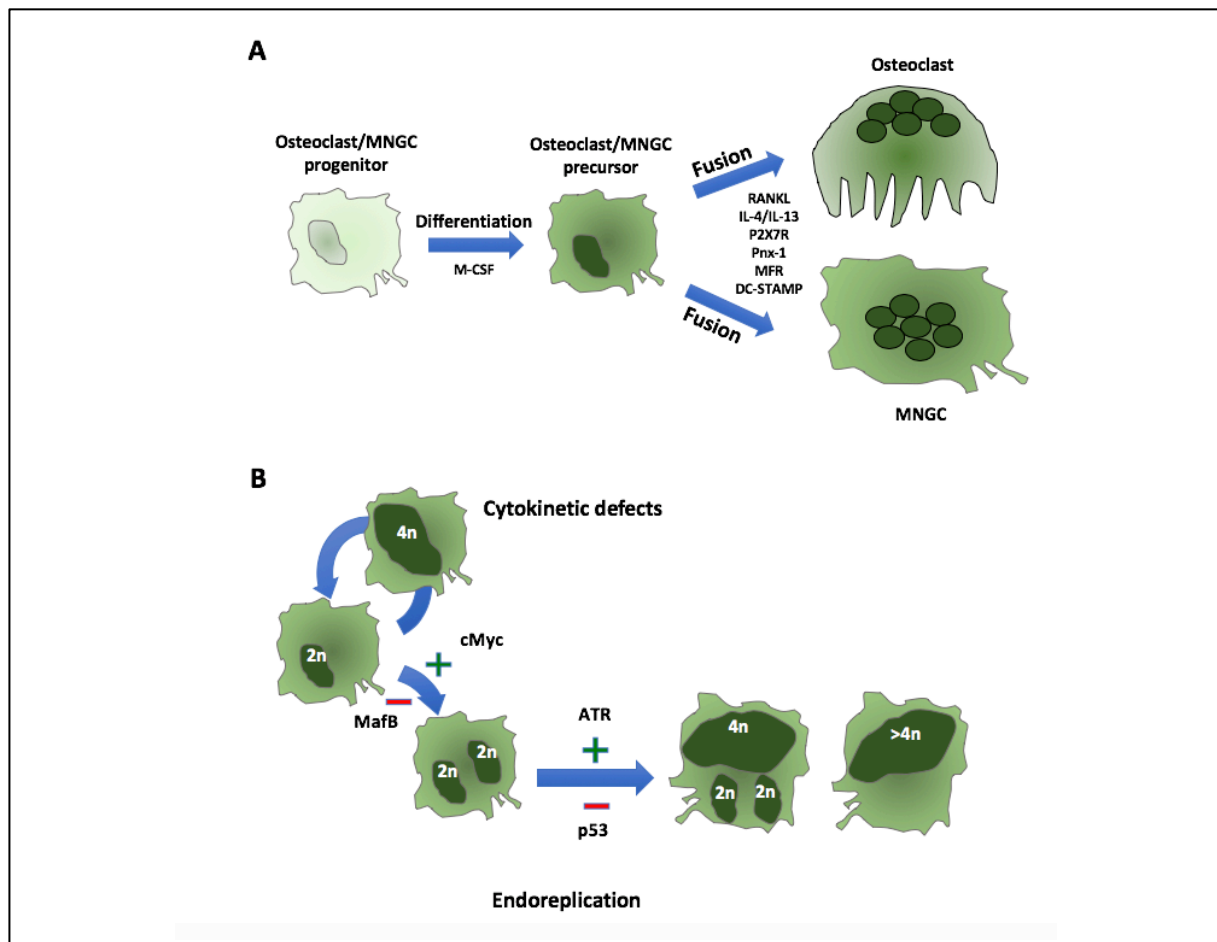 A
Osteoclast
Osteoclast/MNGC
progenitor
Osteoclast/MNGC
precursor
Differentiation
M-CSF
Fusion
RANKL
IL-4/IL-13
P2X7R
Pnx-1
MFR
DC-STAMP
Fusion
MNGC
B
Cytokinetic defects
4n
2n
cMyc
+
-
MafB
2n
2n
ATR
+
-
p53
4n
2n
2n
>4n
Endoreplication